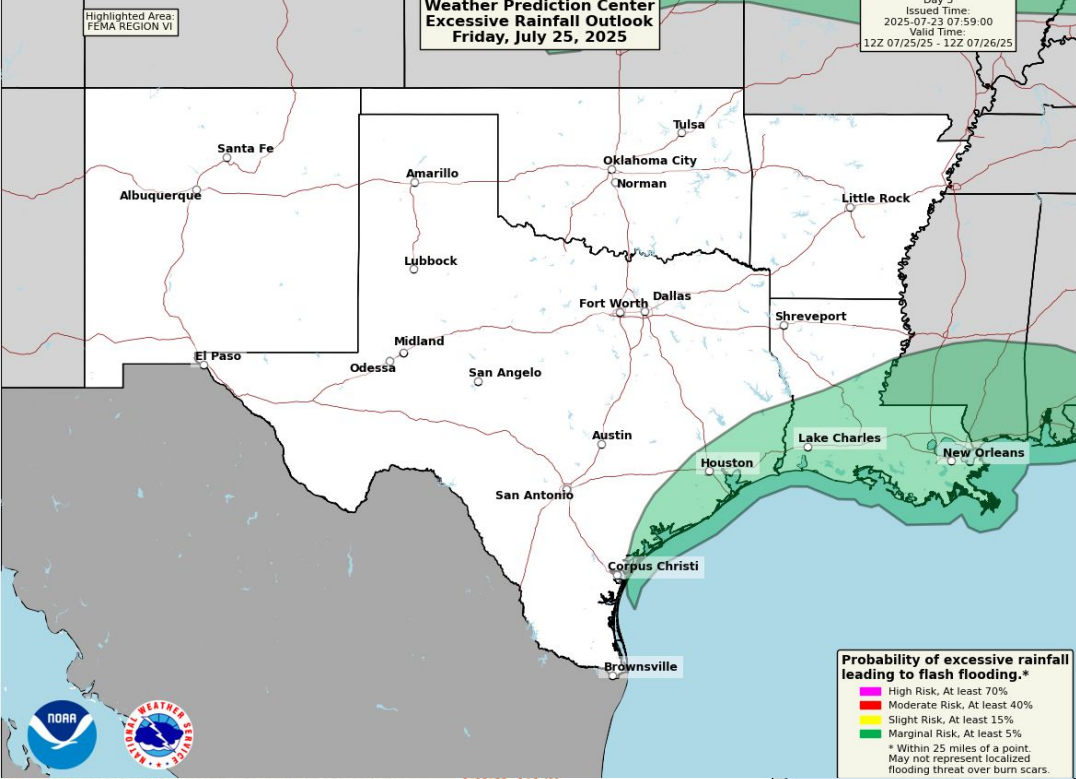 Weather Prediction Center
Excessive Rainfall Outlook
Friday, July 25, 2025
Highlighted Area:
FEMA REGION VI
Issued Time:
2025-07-23 07:59:00
Valid Time:
12Z 07/25/25 - 12Z 07/26/25
Tulsa
Santa Fe
Oklahoma City
Amarillo
Norman
Albuquerque
Little Rock
Lubbock
Dallas
Fort Worth
Shreveport
Midland
El Paso
Odessa
San Angelo
Austin
Lake Charles
New Orleans
Houston
San Antonio
Corpus Christi
Brownsville
Probability of excessive rainfall
leading to flash flooding.*
High Risk, At least 70%
Moderate Risk, At least 40%
Slight Risk, At least 15%
Marginal Risk, At least 5%
* Within 25 miles of a point.
May not represent localized
flooding threat over burn scars.
NOAA
NATIONAL WEATHER SERVICE